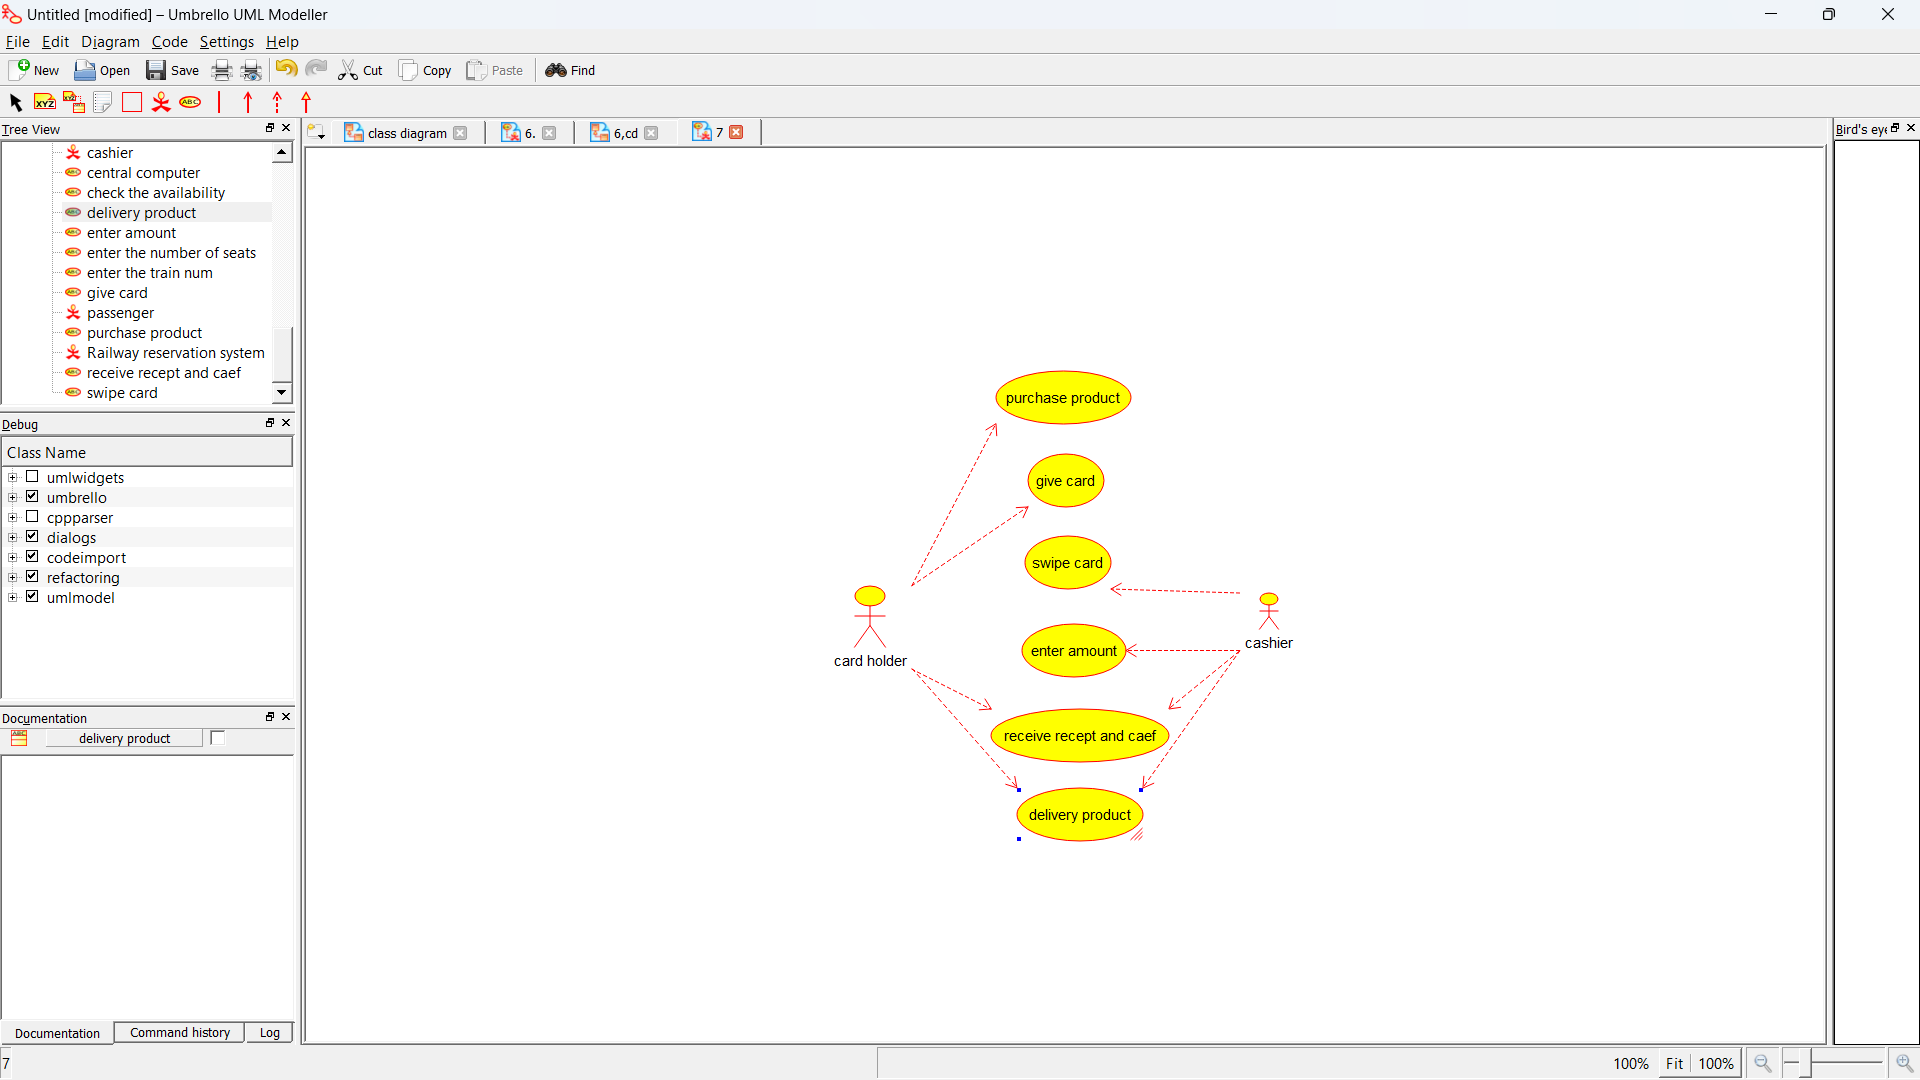 Untitled [modified] – Umbrello UML Modeller
File Edit Diagram Code Settings Help
New Open Save Cut Copy Paste Find
XYZ XYZ ABC
Tree View
class diagram 6. 6,cd 7
Bird's eye
cashier
central computer
check the availability
delivery product
enter amount
enter the number of seats
enter the train num
give card
passenger
purchase product
Railway reservation system
receive recept and caef
swipe card
Debug
Class Name
umlwidgets
umbrello
cppparser
dialogs
codeimport
refactoring
umlmodel
Documentation
ABC delivery product
Documentation Command history Log
purchase product
give card
swipe card
cashier
enter amount
card holder
receive recept and caef
delivery product
7
100% Fit 100%